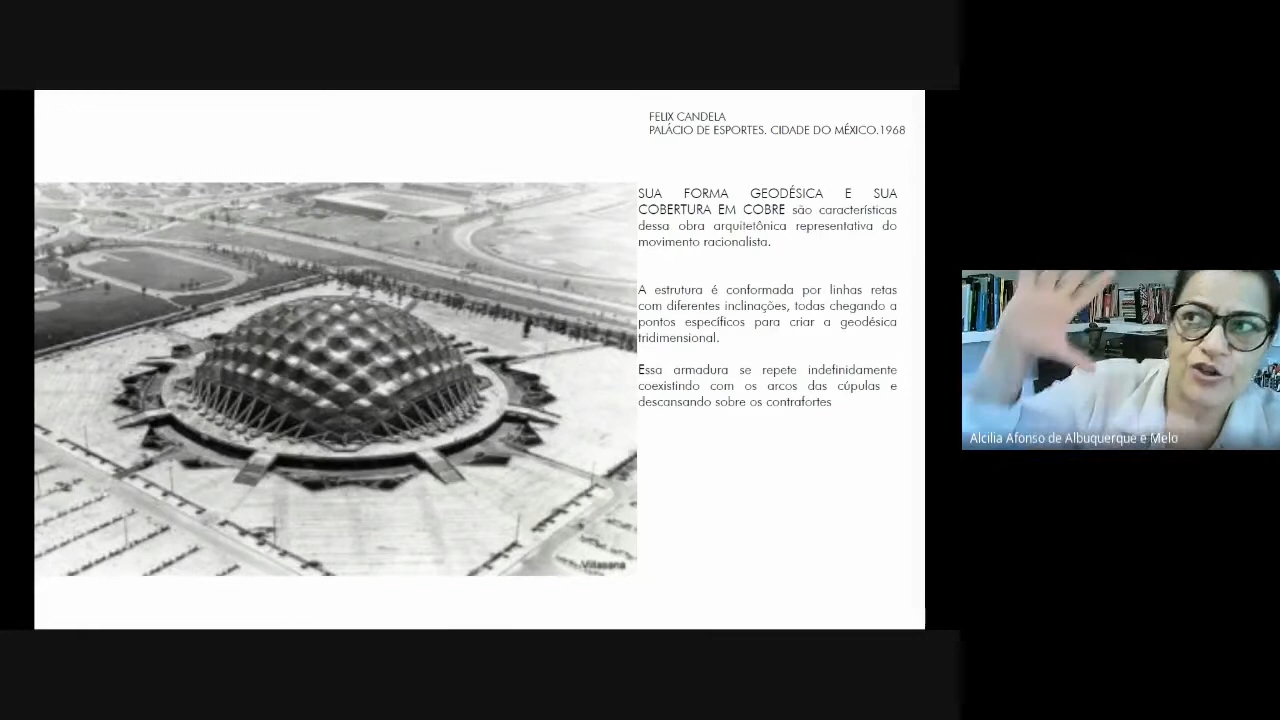 FELIX CANDELA
PALÁCIO DE ESPORTES. CIDADE DO MÉXICO.1968
SUA FORMA GEODÉSICA E SUA
COBERTURA EM COBRE são características
dessa obra arquitetônica representativa do
movimento racionalista.
A estrutura é conformada por linhas retas
com diferentes inclinações, todas chegando a
pontos específicos para criar a geodésica
tridimensional.
Essa armadura se repete indefinidamente
coexistindo com os arcos das cúpulas e
descansando sobre os contrafortes
Villasana
Alcilia Afonso de Albuquerque e Melo